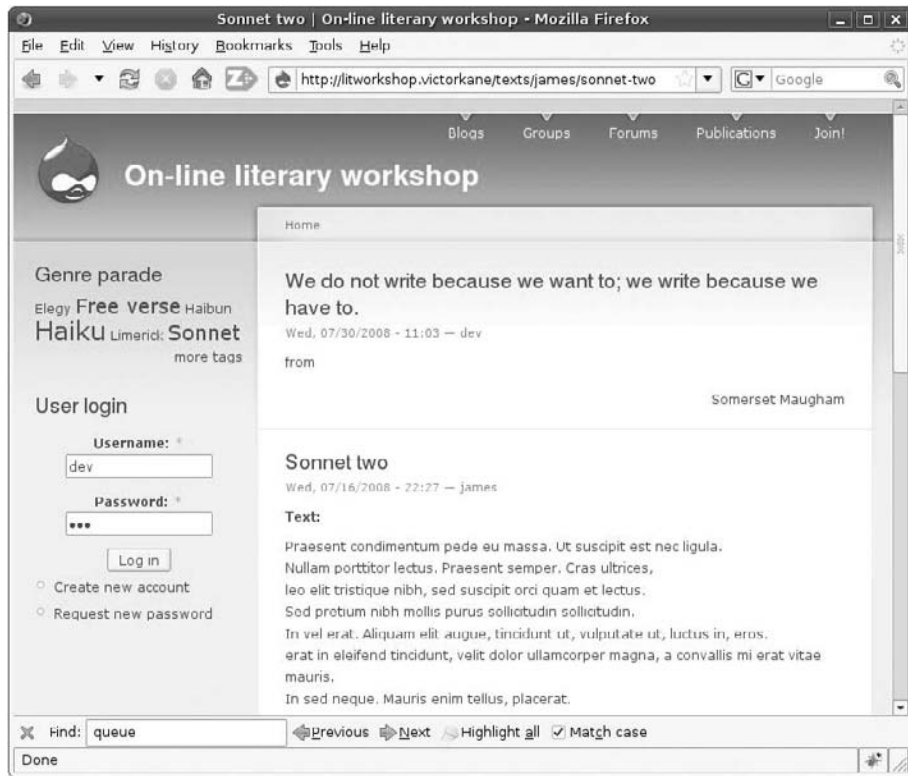 Sonnet two | On-line literary workshop - Mozilla Firefox
File Edit View History Bookmarks Tools Help
http://litworkshop.victorkane/texts/james/sonnet-two
G Google
Blogs Groups Forums Publications Join!
On-line literary workshop
Home
Genre parade
Elegy Free verse Haibun
Haiku Limerick Sonnet
more tags
User login
Username: *
dev
Password: *
•••
Log in
Create new account
Request new password
We do not write because we want to; we write because we
have to.
Wed, 07/30/2008 - 11:03 — dev
from
Somerset Maugham
Sonnet two
Wed, 07/16/2008 - 22:27 — james
Text:
Praesent condimentum pede eu massa. Ut suscipit est nec ligula.
Nullam porttitor lectus. Praesent semper. Cras ultrices,
leo elit tristique nibh, sed suscipit orci quam et lectus.
Sed pretium nibh mollis purus sollicitudin sollicitudin.
In vel erat. Aliquam elit augue, tincidunt ut, vulputate ut, luctus in, eros.
erat in eleifend tincidunt, velit dolor ullamcorper magna, a convallis mi erat vitae
mauris.
In sed neque. Mauris enim tellus, placerat.
Find: queue Previous Next Highlight all Match case
Done